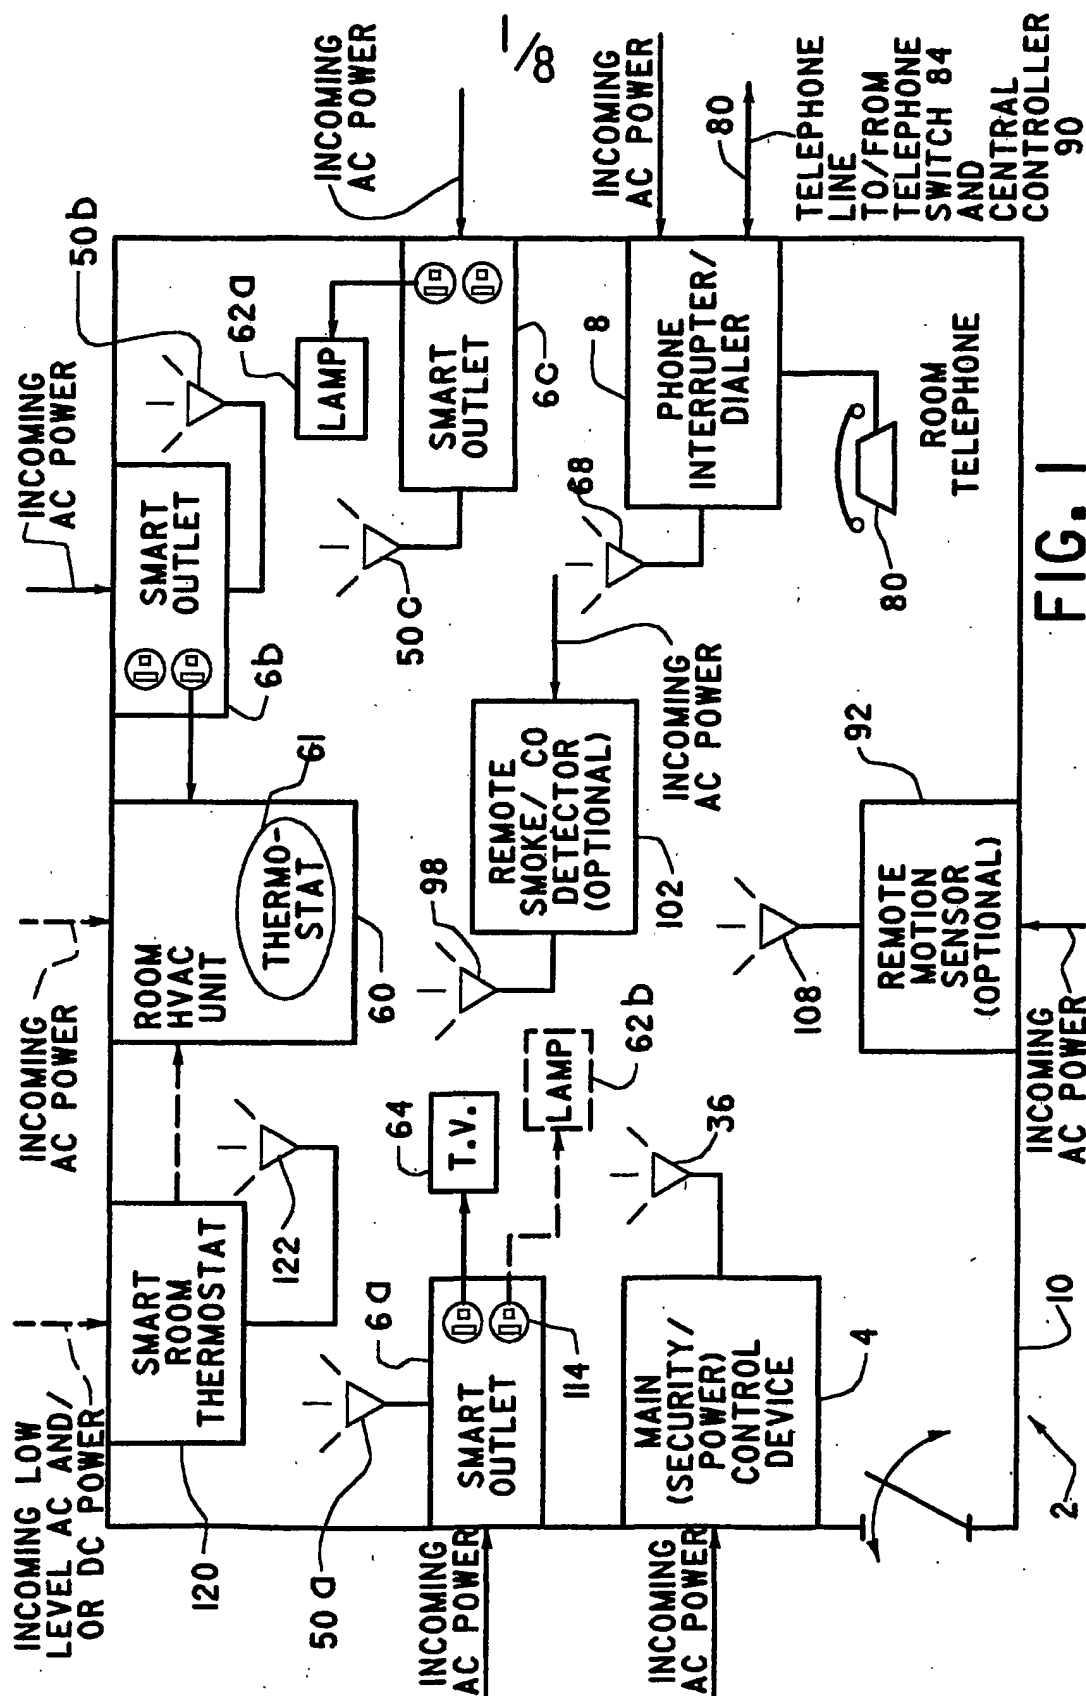 1/8
INCOMING LOW
LEVEL AC AND/
OR DC POWER
INCOMING
AC POWER
INCOMING
AC POWER
50b
120
SMART
ROOM
THERMOSTAT
122
ROOM
HVAC
UNIT
THERMO-
STAT
61
60
SMART
OUTLET
6b
62a
LAMP
INCOMING
AC POWER
50a
6a
SMART
OUTLET
114
64
T.V.
98
LAMP
62b
REMOTE
SMOKE/CO
DETECTOR
(OPTIONAL)
102
INCOMING
AC POWER
50c
SMART
OUTLET
6c
INCOMING
AC POWER
INCOMING
AC POWER
MAIN
(SECURITY/
POWER)
CONTROL
DEVICE
4
36
68
8
PHONE
INTERRUPTER/
DIALER
INCOMING
AC POWER
80
TELEPHONE
LINE
TO/FROM
TELEPHONE
SWITCH 84
AND
CENTRAL
CONTROLLER
90
108
92
REMOTE
MOTION
SENSOR
(OPTIONAL)
80
ROOM
TELEPHONE
2
10
INCOMING
AC POWER
FIG. 1